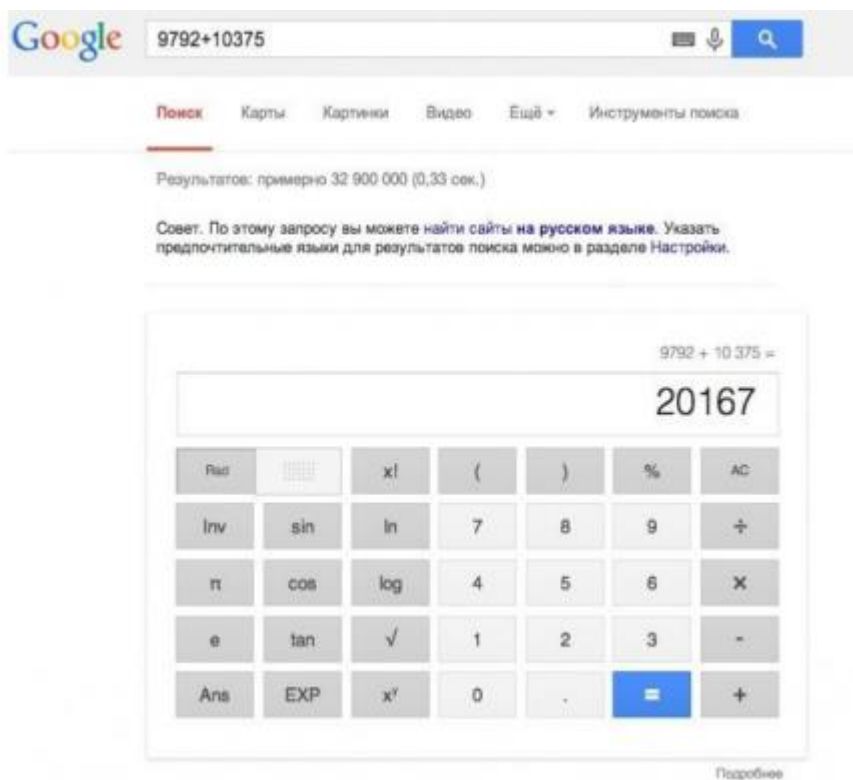 Google 9792+10375
Поиск Карты Картинки Видео Ещё Инструменты поиска
Результатов: примерно 32 900 000 (0,33 сек.)
Совет. По этому запросу вы можете найти сайты на русском языке. Указать
предпочтительные языки для результатов поиска можно в разделе Настройки.
9792 + 10 375 =
20167
Rad x! ( ) % AC
Inv sin ln 7 8 9 ÷
π cos log 4 5 6 ×
e tan √ 1 2 3 -
Ans EXP xʸ 0 . = +
Подробнее